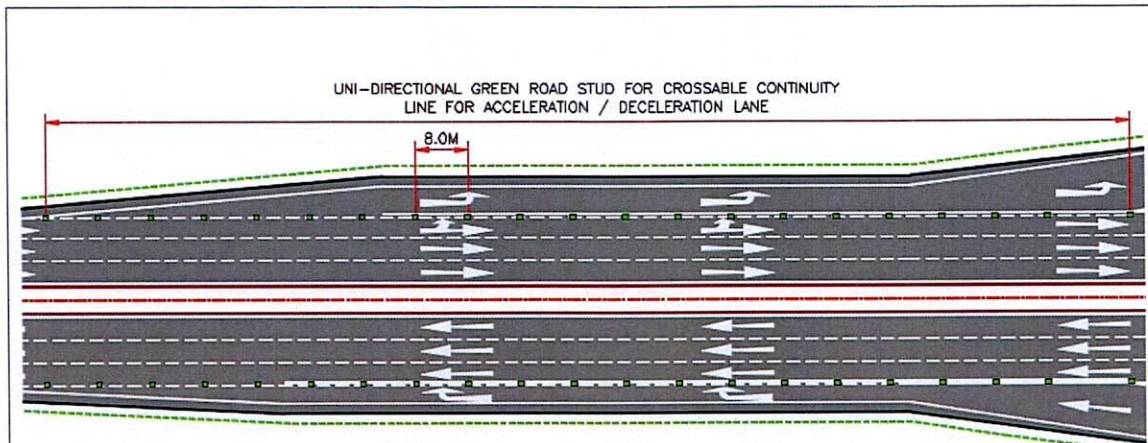 UNI-DIRECTIONAL GREEN ROAD STUD FOR CROSSABLE CONTINUITY
LINE FOR ACCELERATION / DECELERATION LANE
8.0M